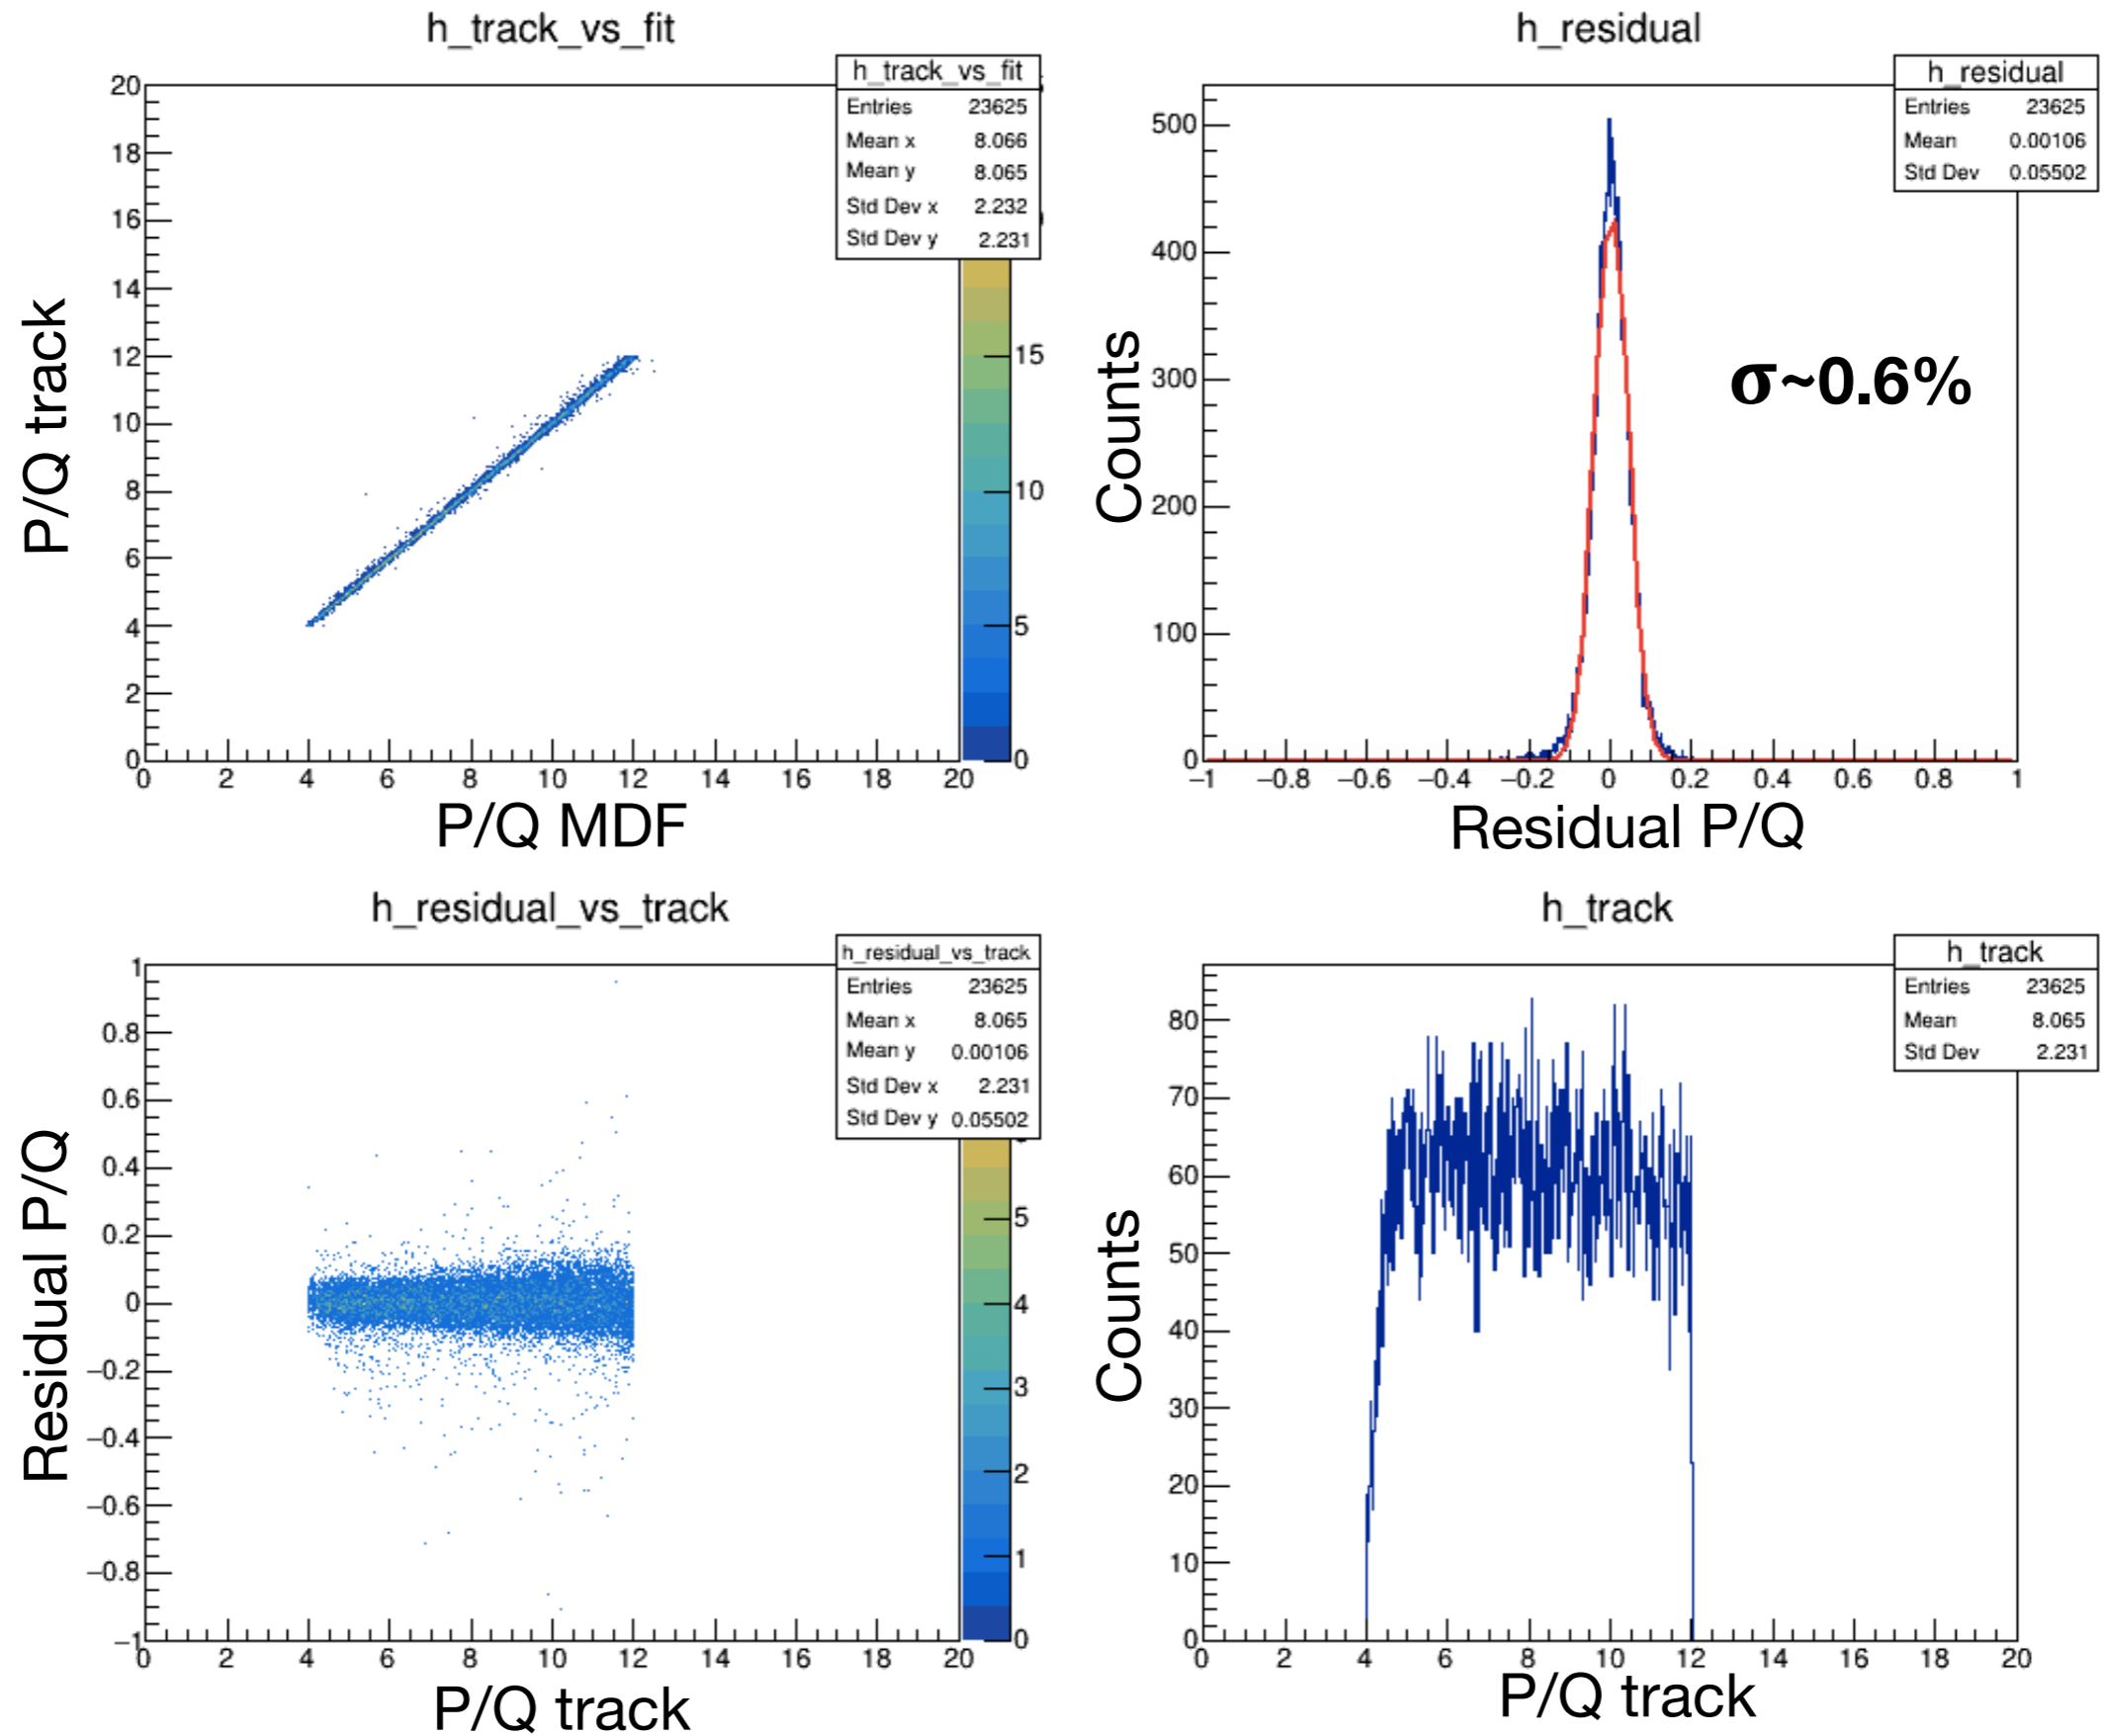 h_track_vs_fit
h_track_vs_fit
Entries 23625
Mean x 8.066
Mean y 8.065
Std Dev x 2.232
Std Dev y 2.231
20
18
16
14
12
10
8
6
4
2
0
0 2 4 6 8 10 12 14 16 18 20
15
10
5
0
P/Q track
P/Q MDF
h_residual
h_residual
Entries 23625
Mean 0.00106
Std Dev 0.05502
500
400
300
200
100
0
−1 −0.8 −0.6 −0.4 −0.2 0 0.2 0.4 0.6 0.8 1
σ~0.6%
Counts
Residual P/Q
h_residual_vs_track
h_residual_vs_track
Entries 23625
Mean x 8.065
Mean y 0.00106
Std Dev x 2.231
Std Dev y 0.05502
1
0.8
0.6
0.4
0.2
0
−0.2
−0.4
−0.6
−0.8
−1
0 2 4 6 8 10 12 14 16 18 20
5
4
3
2
1
0
Residual P/Q
P/Q track
h_track
h_track
Entries 23625
Mean 8.065
Std Dev 2.231
80
70
60
50
40
30
20
10
0
0 2 4 6 8 10 12 14 16 18 20
Counts
P/Q track